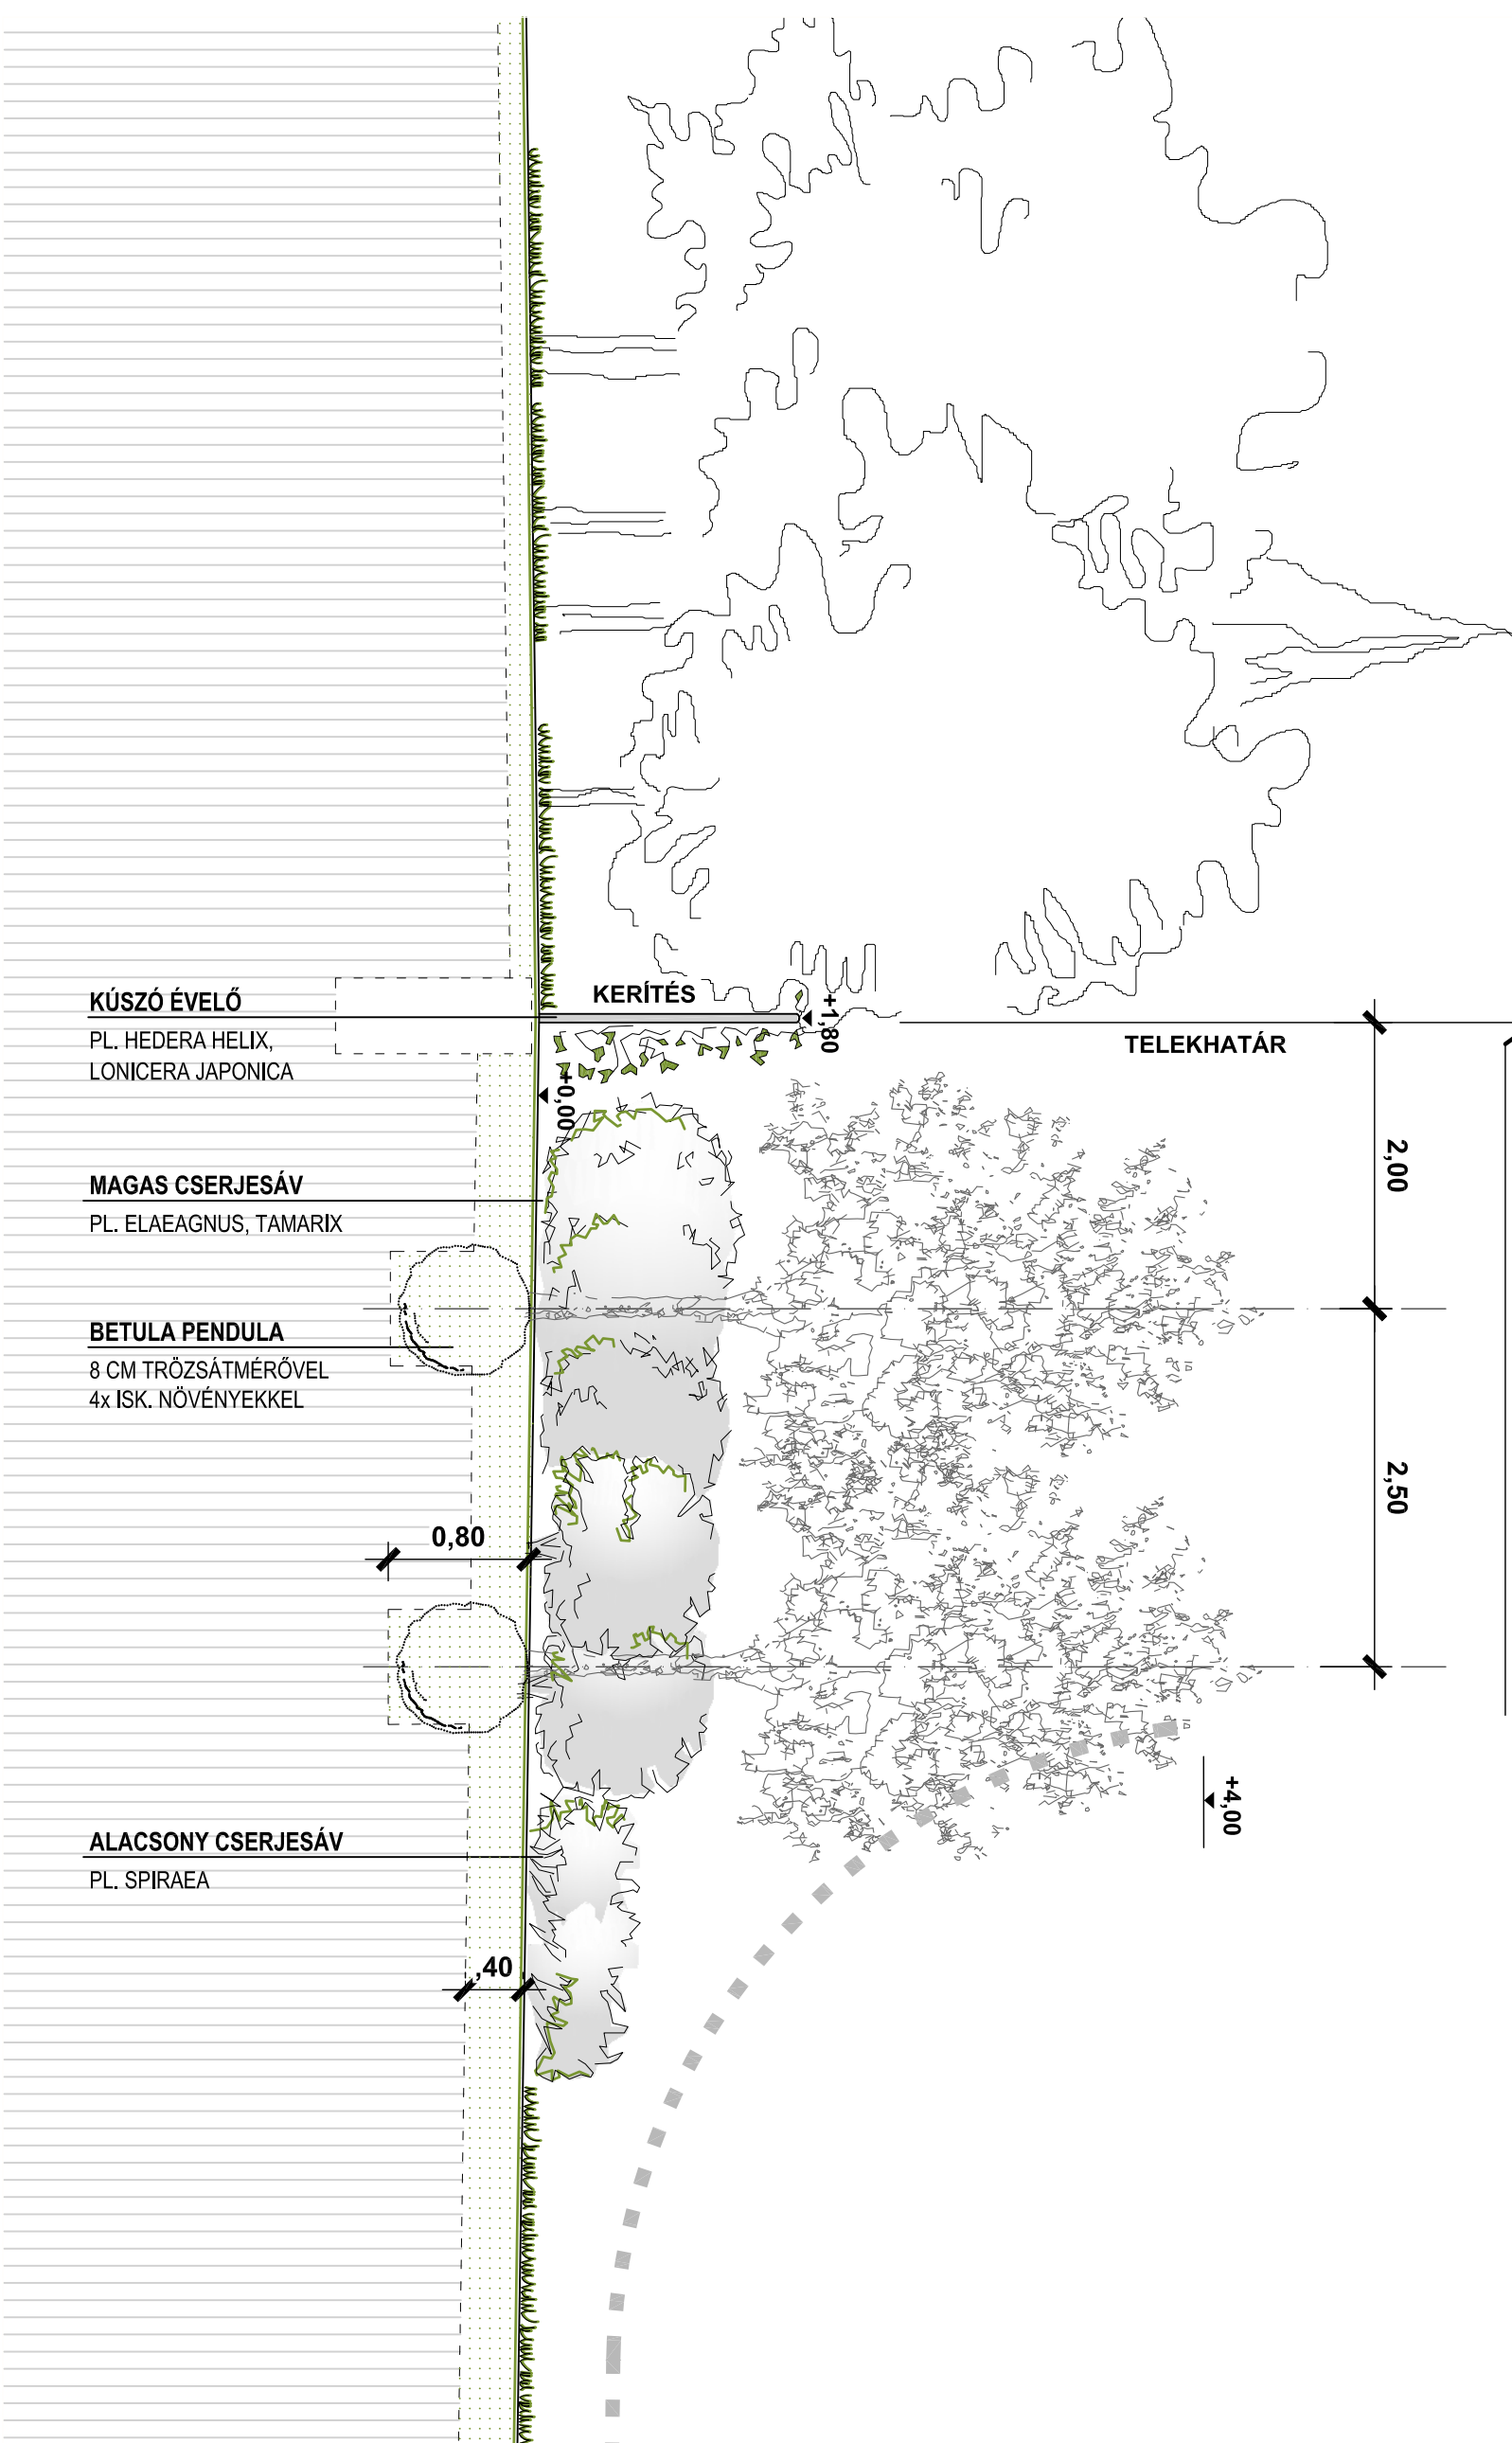 KERÍTÉS
+1,80
KÚSZÓ ÉVELŐ
PL. HEDERA HELIX,
LONICERA JAPONICA
TELEKHATÁR
+0,00
2,00
MAGAS CSERJESÁV
PL. ELAEAGNUS, TAMARIX
BETULA PENDULA
8 CM TRÖZSÁTMÉRŐVEL
4x ISK. NÖVÉNYEKKEL
2,50
0,80
+4,00
ALACSONY CSERJESÁV
PL. SPIRAEA
,40